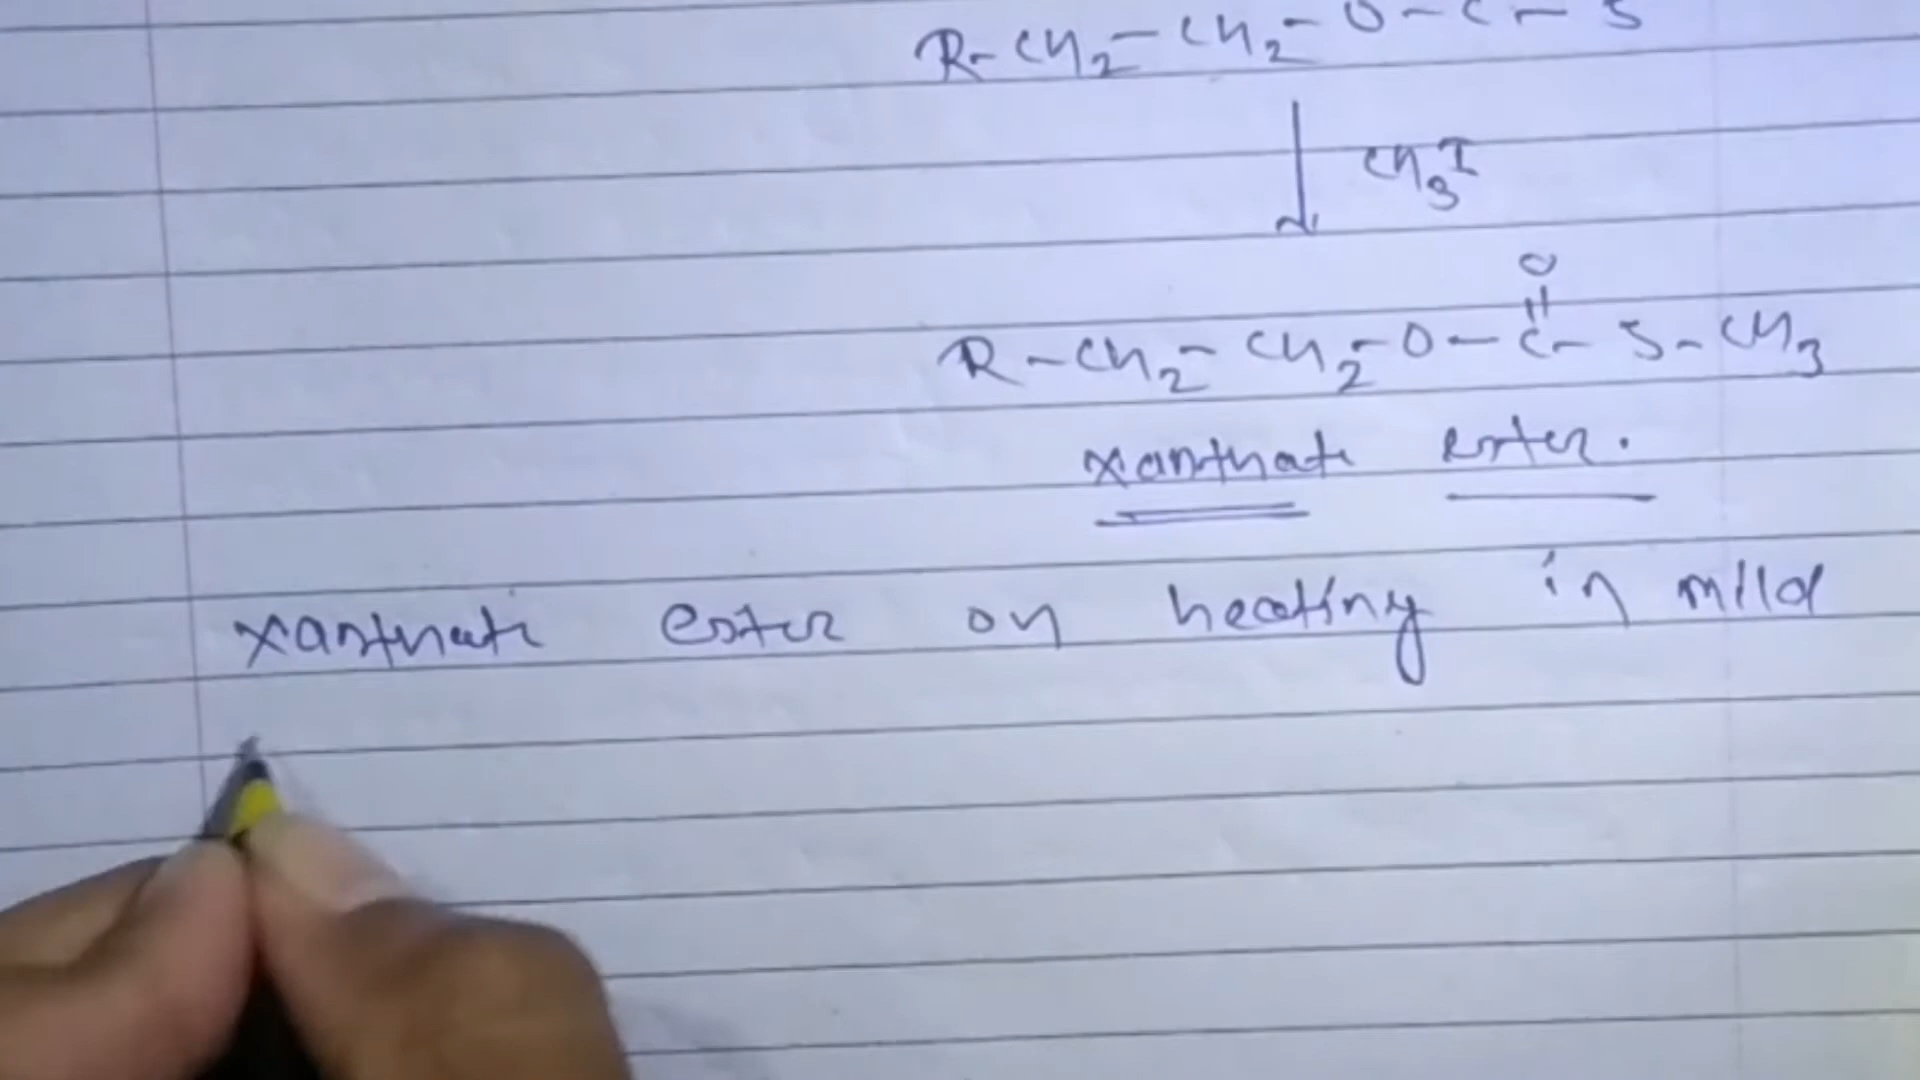 R-CH2-CH2-O-C-S
CH3I
O
R-CH2-CH2-O-C-S-CH3
xanthate ester.
xanthate ester on heating in mild